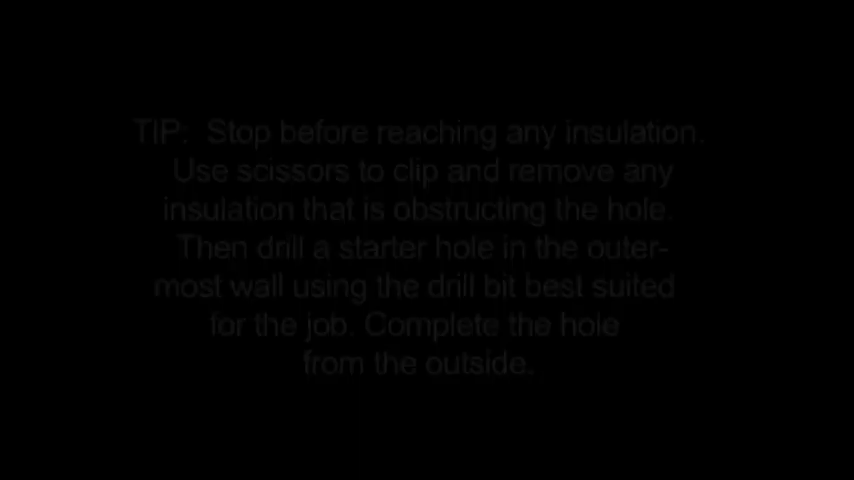 TIP:  Stop before reaching any insulation.
Use scissors to clip and remove any
insulation that is obstructing the hole.
Then drill a starter hole in the outer-
most wall using the drill bit best suited
for the job. Complete the hole
from the outside.